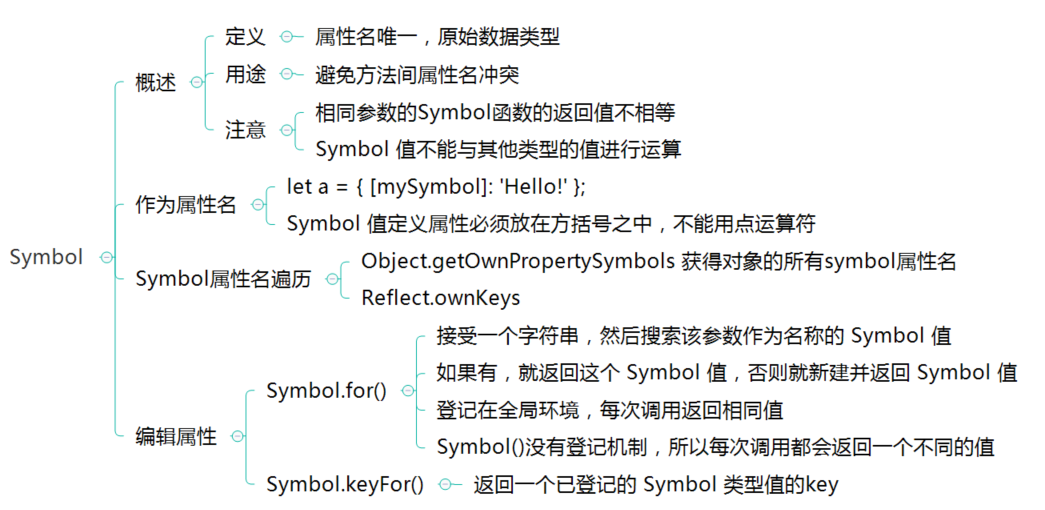 Symbol
概述
定义
属性名唯一，原始数据类型
用途
避免方法间属性名冲突
注意
相同参数的Symbol函数的返回值不相等
Symbol 值不能与其他类型的值进行运算
作为属性名
let a = { [mySymbol]: 'Hello!' };
Symbol 值定义属性必须放在方括号之中，不能用点运算符
Symbol属性名遍历
Object.getOwnPropertySymbols 获得对象的所有symbol属性名
Reflect.ownKeys
编辑属性
Symbol.for()
接受一个字符串，然后搜索该参数作为名称的 Symbol 值
如果有，就返回这个 Symbol 值，否则就新建并返回 Symbol 值
登记在全局环境，每次调用返回相同值
Symbol()没有登记机制，所以每次调用都会返回一个不同的值
Symbol.keyFor()
返回一个已登记的 Symbol 类型值的key